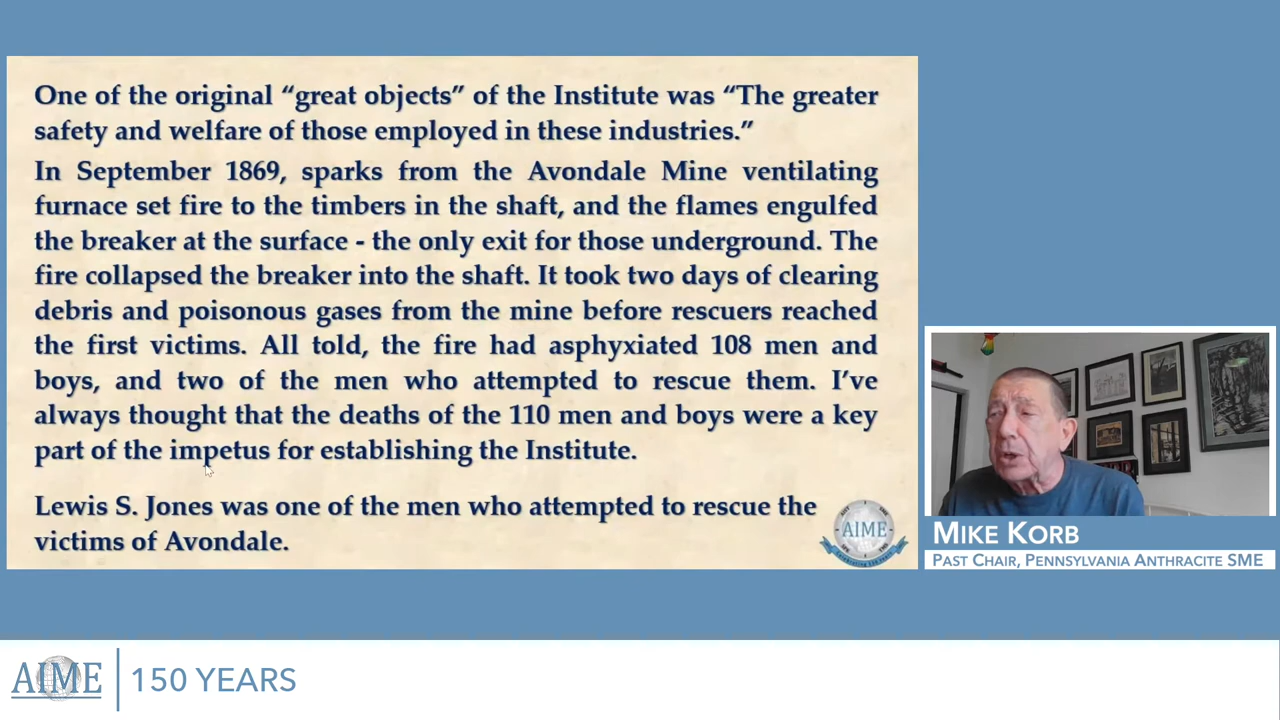 One of the original “great objects” of the Institute was “The greater
safety and welfare of those employed in these industries.”
In September 1869, sparks from the Avondale Mine ventilating
furnace set fire to the timbers in the shaft, and the flames engulfed
the breaker at the surface - the only exit for those underground. The
fire collapsed the breaker into the shaft. It took two days of clearing
debris and poisonous gases from the mine before rescuers reached
the first victims. All told, the fire had asphyxiated 108 men and
boys, and two of the men who attempted to rescue them. I’ve
always thought that the deaths of the 110 men and boys were a key
part of the impetus for establishing the Institute.
Lewis S. Jones was one of the men who attempted to rescue the
victims of Avondale.
AIME
MIKE KORB
PAST CHAIR, PENNSYLVANIA ANTHRACITE SME
AIME
150 YEARS